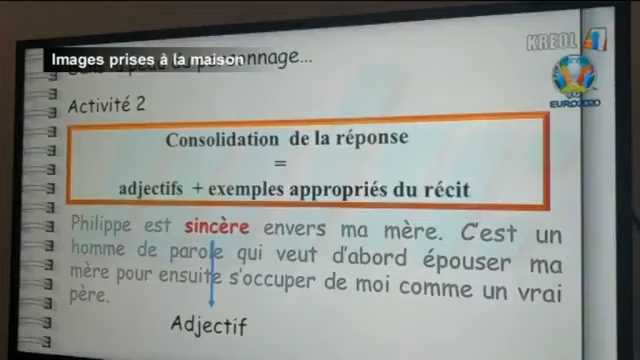 Images prises à la maison
personnage...
KREOL 1
EURO2020
Activité 2
Consolidation de la réponse
=
adjectifs + exemples appropriés du récit
Philippe est sincère envers ma mère. C'est un
homme de parole qui veut d'abord épouser ma
mère pour ensuite s'occuper de moi comme un vrai
père.
Adjectif